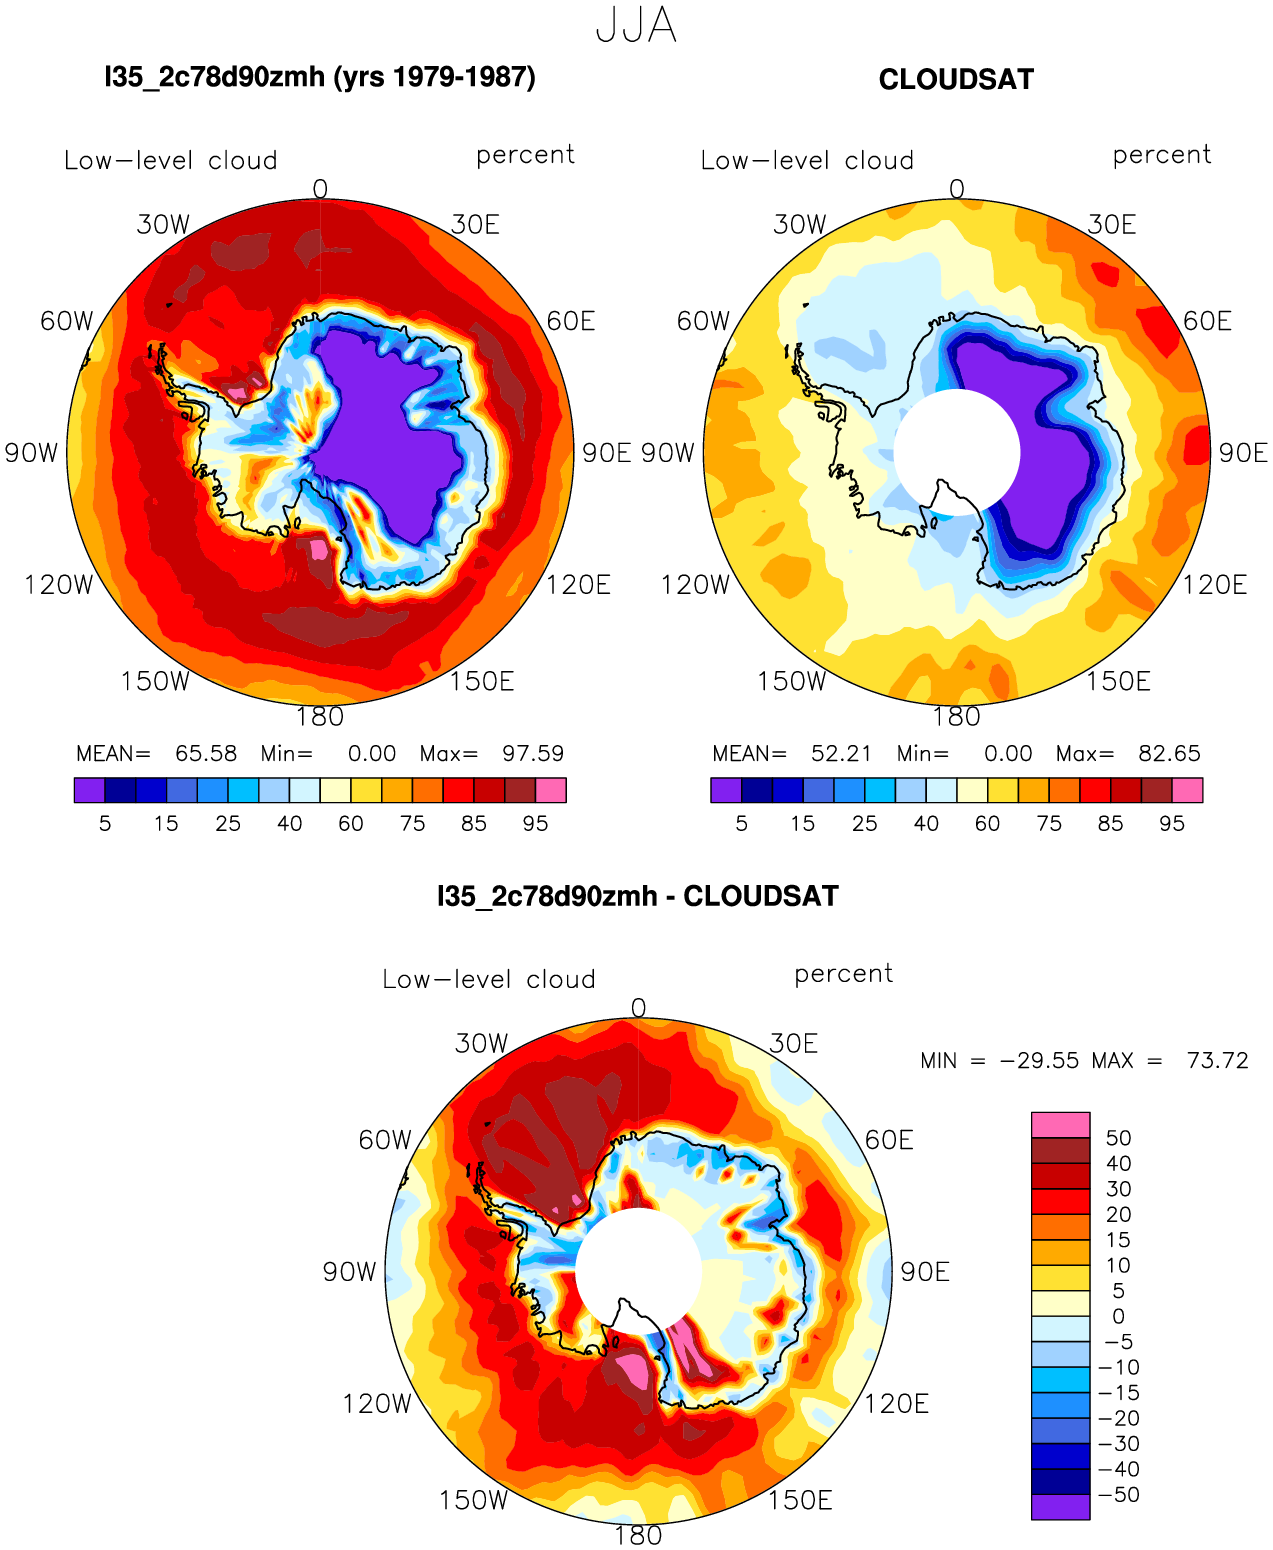 JJA
I35_2c78d90zmh (yrs 1979-1987)
CLOUDSAT
Low-level cloud percent
Low-level cloud percent
0
30W 30E
60W 60E
90W 90E
120W 120E
150W 150E
180
0
30W 30E
60W 60E
90W 90E
120W 120E
150W 150E
180
MEAN= 65.58 Min= 0.00 Max= 97.59
MEAN= 52.21 Min= 0.00 Max= 82.65
5 15 25 40 60 75 85 95
5 15 25 40 60 75 85 95
I35_2c78d90zmh - CLOUDSAT
Low-level cloud percent
0
30W 30E
60W 60E
90W 90E
120W 120E
150W 150E
180
MIN = -29.55 MAX = 73.72
50
40
30
20
15
10
5
0
-5
-10
-15
-20
-30
-40
-50